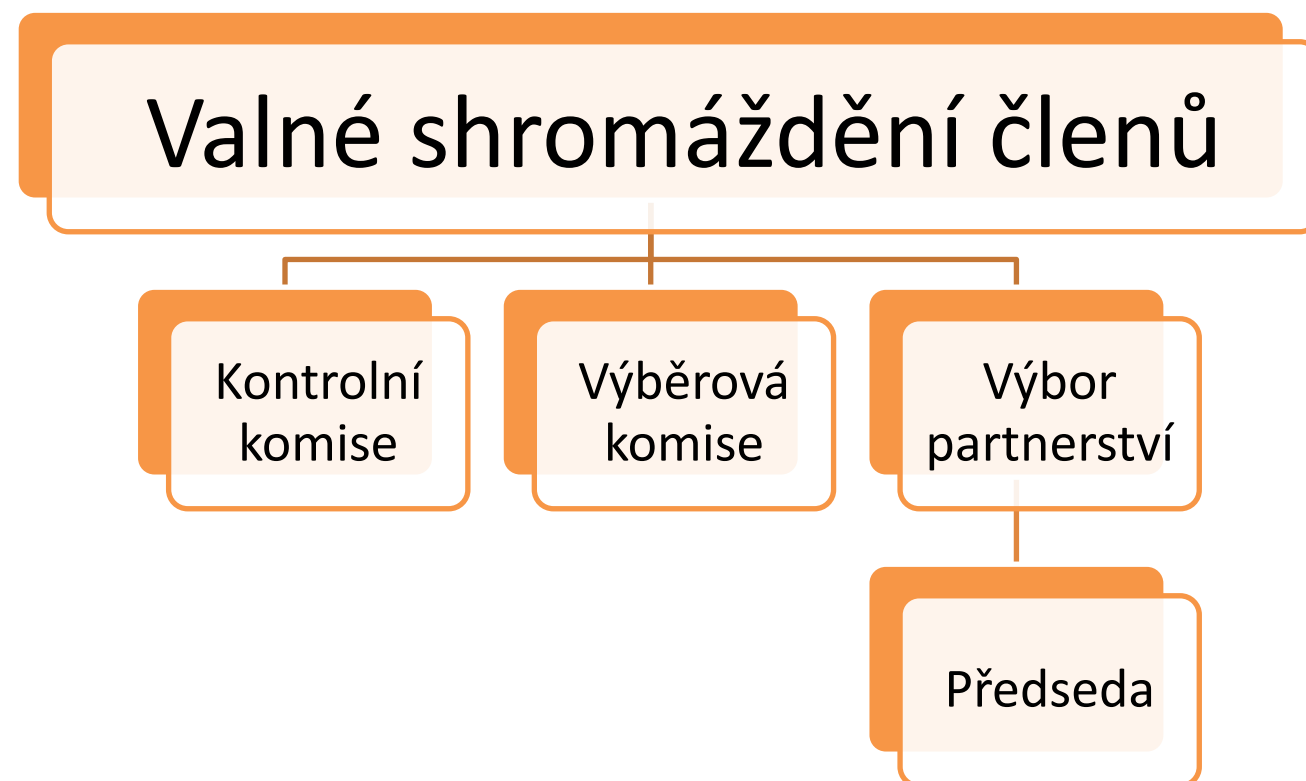 Valné shromáždění členů
Kontrolní
komise
Výběrová
komise
Výbor
partnerství
Předseda